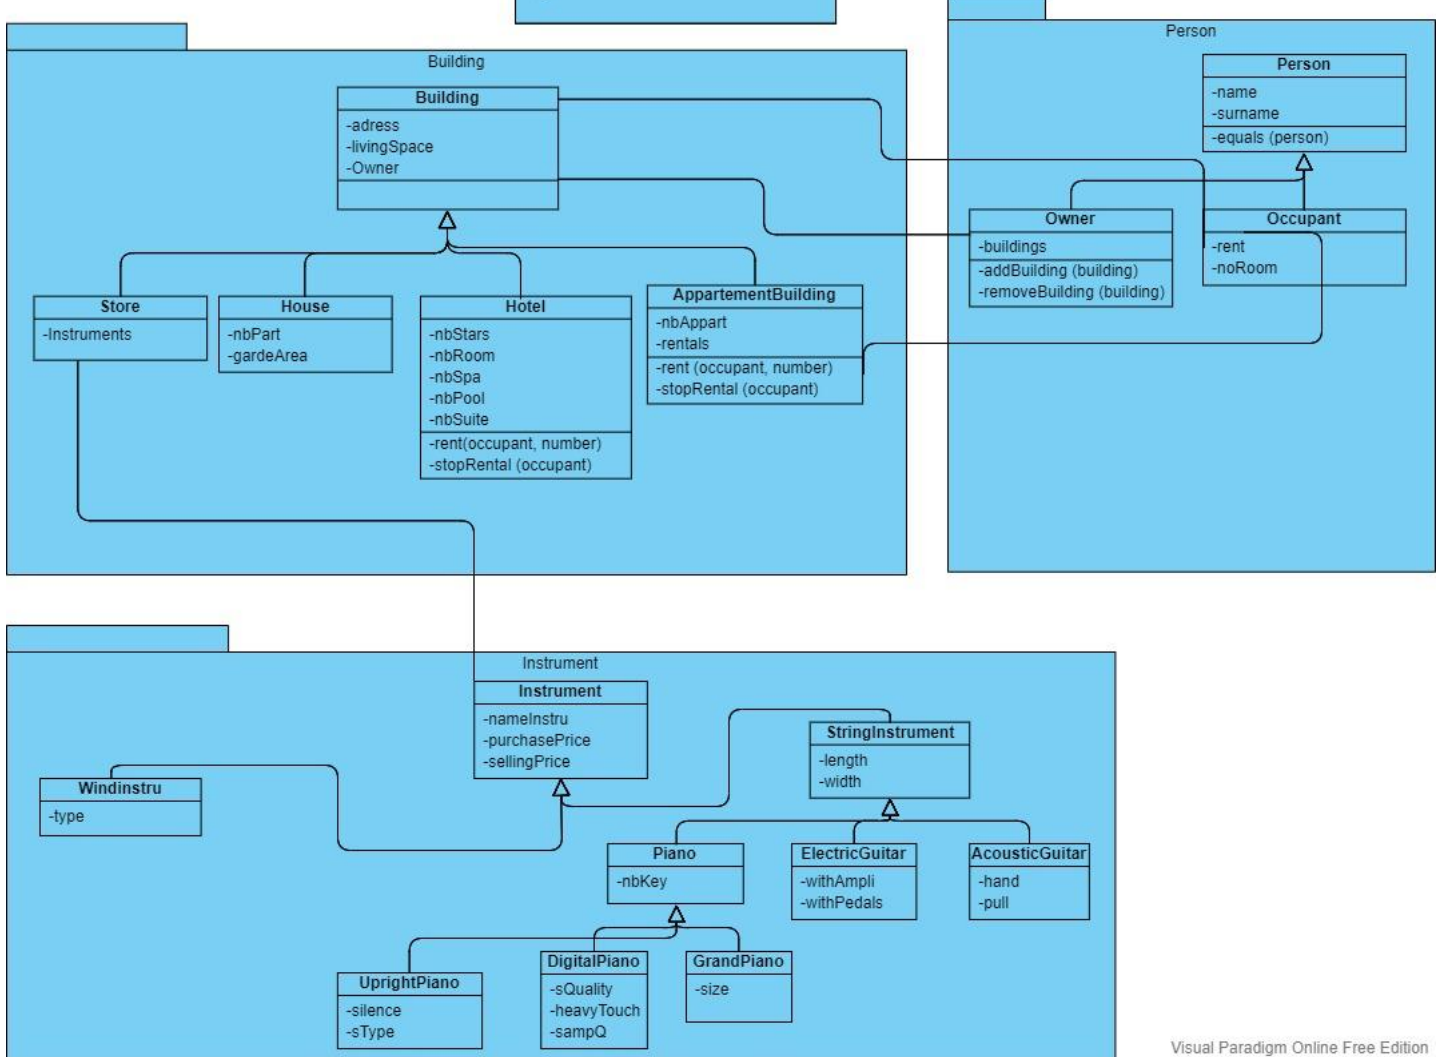 Building
Building
-adress
-livingSpace
-Owner
Store
-Instruments
House
-nbPart
-gardeArea
Hotel
-nbStars
-nbRoom
-nbSpa
-nbPool
-nbSuite
-rent(occupant, number)
-stopRental (occupant)
AppartementBuilding
-nbAppart
-rentals
-rent (occupant, number)
-stopRental (occupant)
Person
Person
-name
-surname
-equals (person)
Owner
-buildings
-addBuilding (building)
-removeBuilding (building)
Occupant
-rent
-noRoom
Instrument
Instrument
-nameInstru
-purchasePrice
-sellingPrice
Windinstru
-type
StringInstrument
-length
-width
Piano
-nbKey
ElectricGuitar
-withAmpli
-withPedals
AcousticGuitar
-hand
-pull
UprightPiano
-silence
-sType
DigitalPiano
-sQuality
-heavyTouch
-sampQ
GrandPiano
-size
Visual Paradigm Online Free Edition